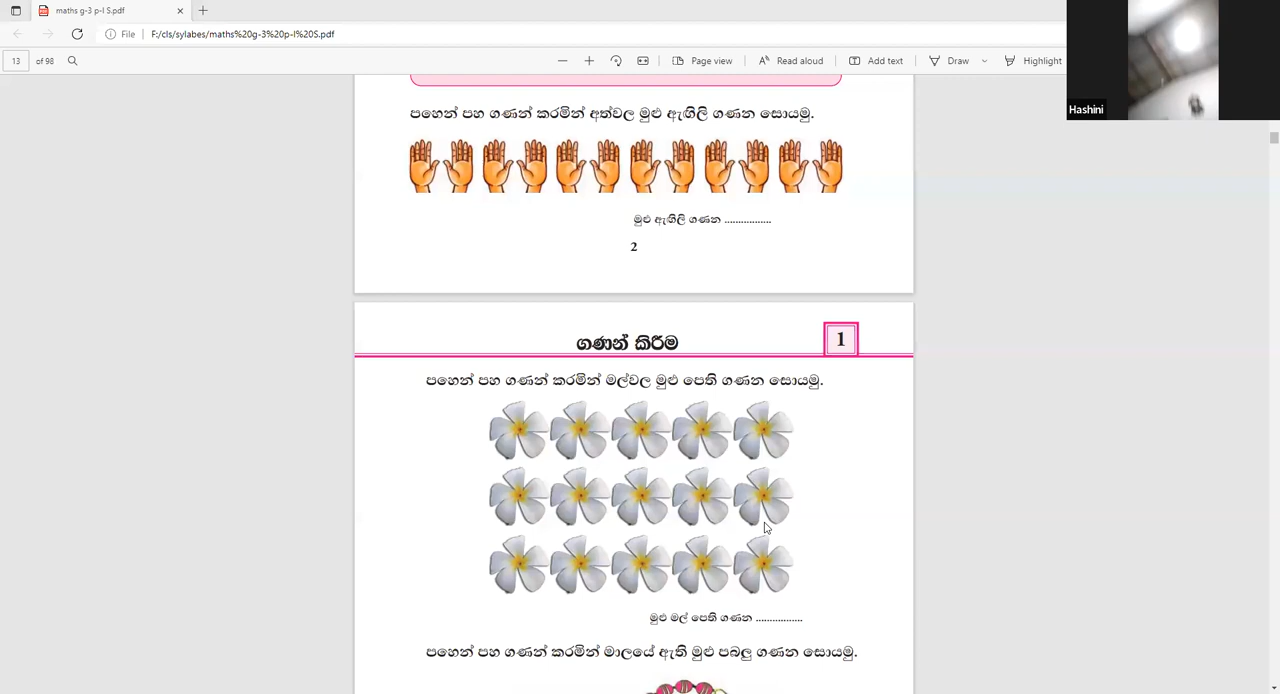 maths g-3 p-I S.pdf
File F:/cls/sylabes/maths%20g-3%20p-I%20S.pdf
13 of 98 Page view Read aloud Add text Draw Highlight
Hashini
පහෙන් පහ ගණන් කරමින් අත්වල මුළු ඇඟිලි ගණන සොයමු.
මුළු ඇඟිලි ගණන ................
2
ගණන් කිරීම
1
පහෙන් පහ ගණන් කරමින් මල්වල මුළු පෙති ගණන සොයමු.
මුළු මල් පෙති ගණන ................
පහෙන් පහ ගණන් කරමින් මාලයේ ඇති මුළු පබලු ගණන සොයමු.